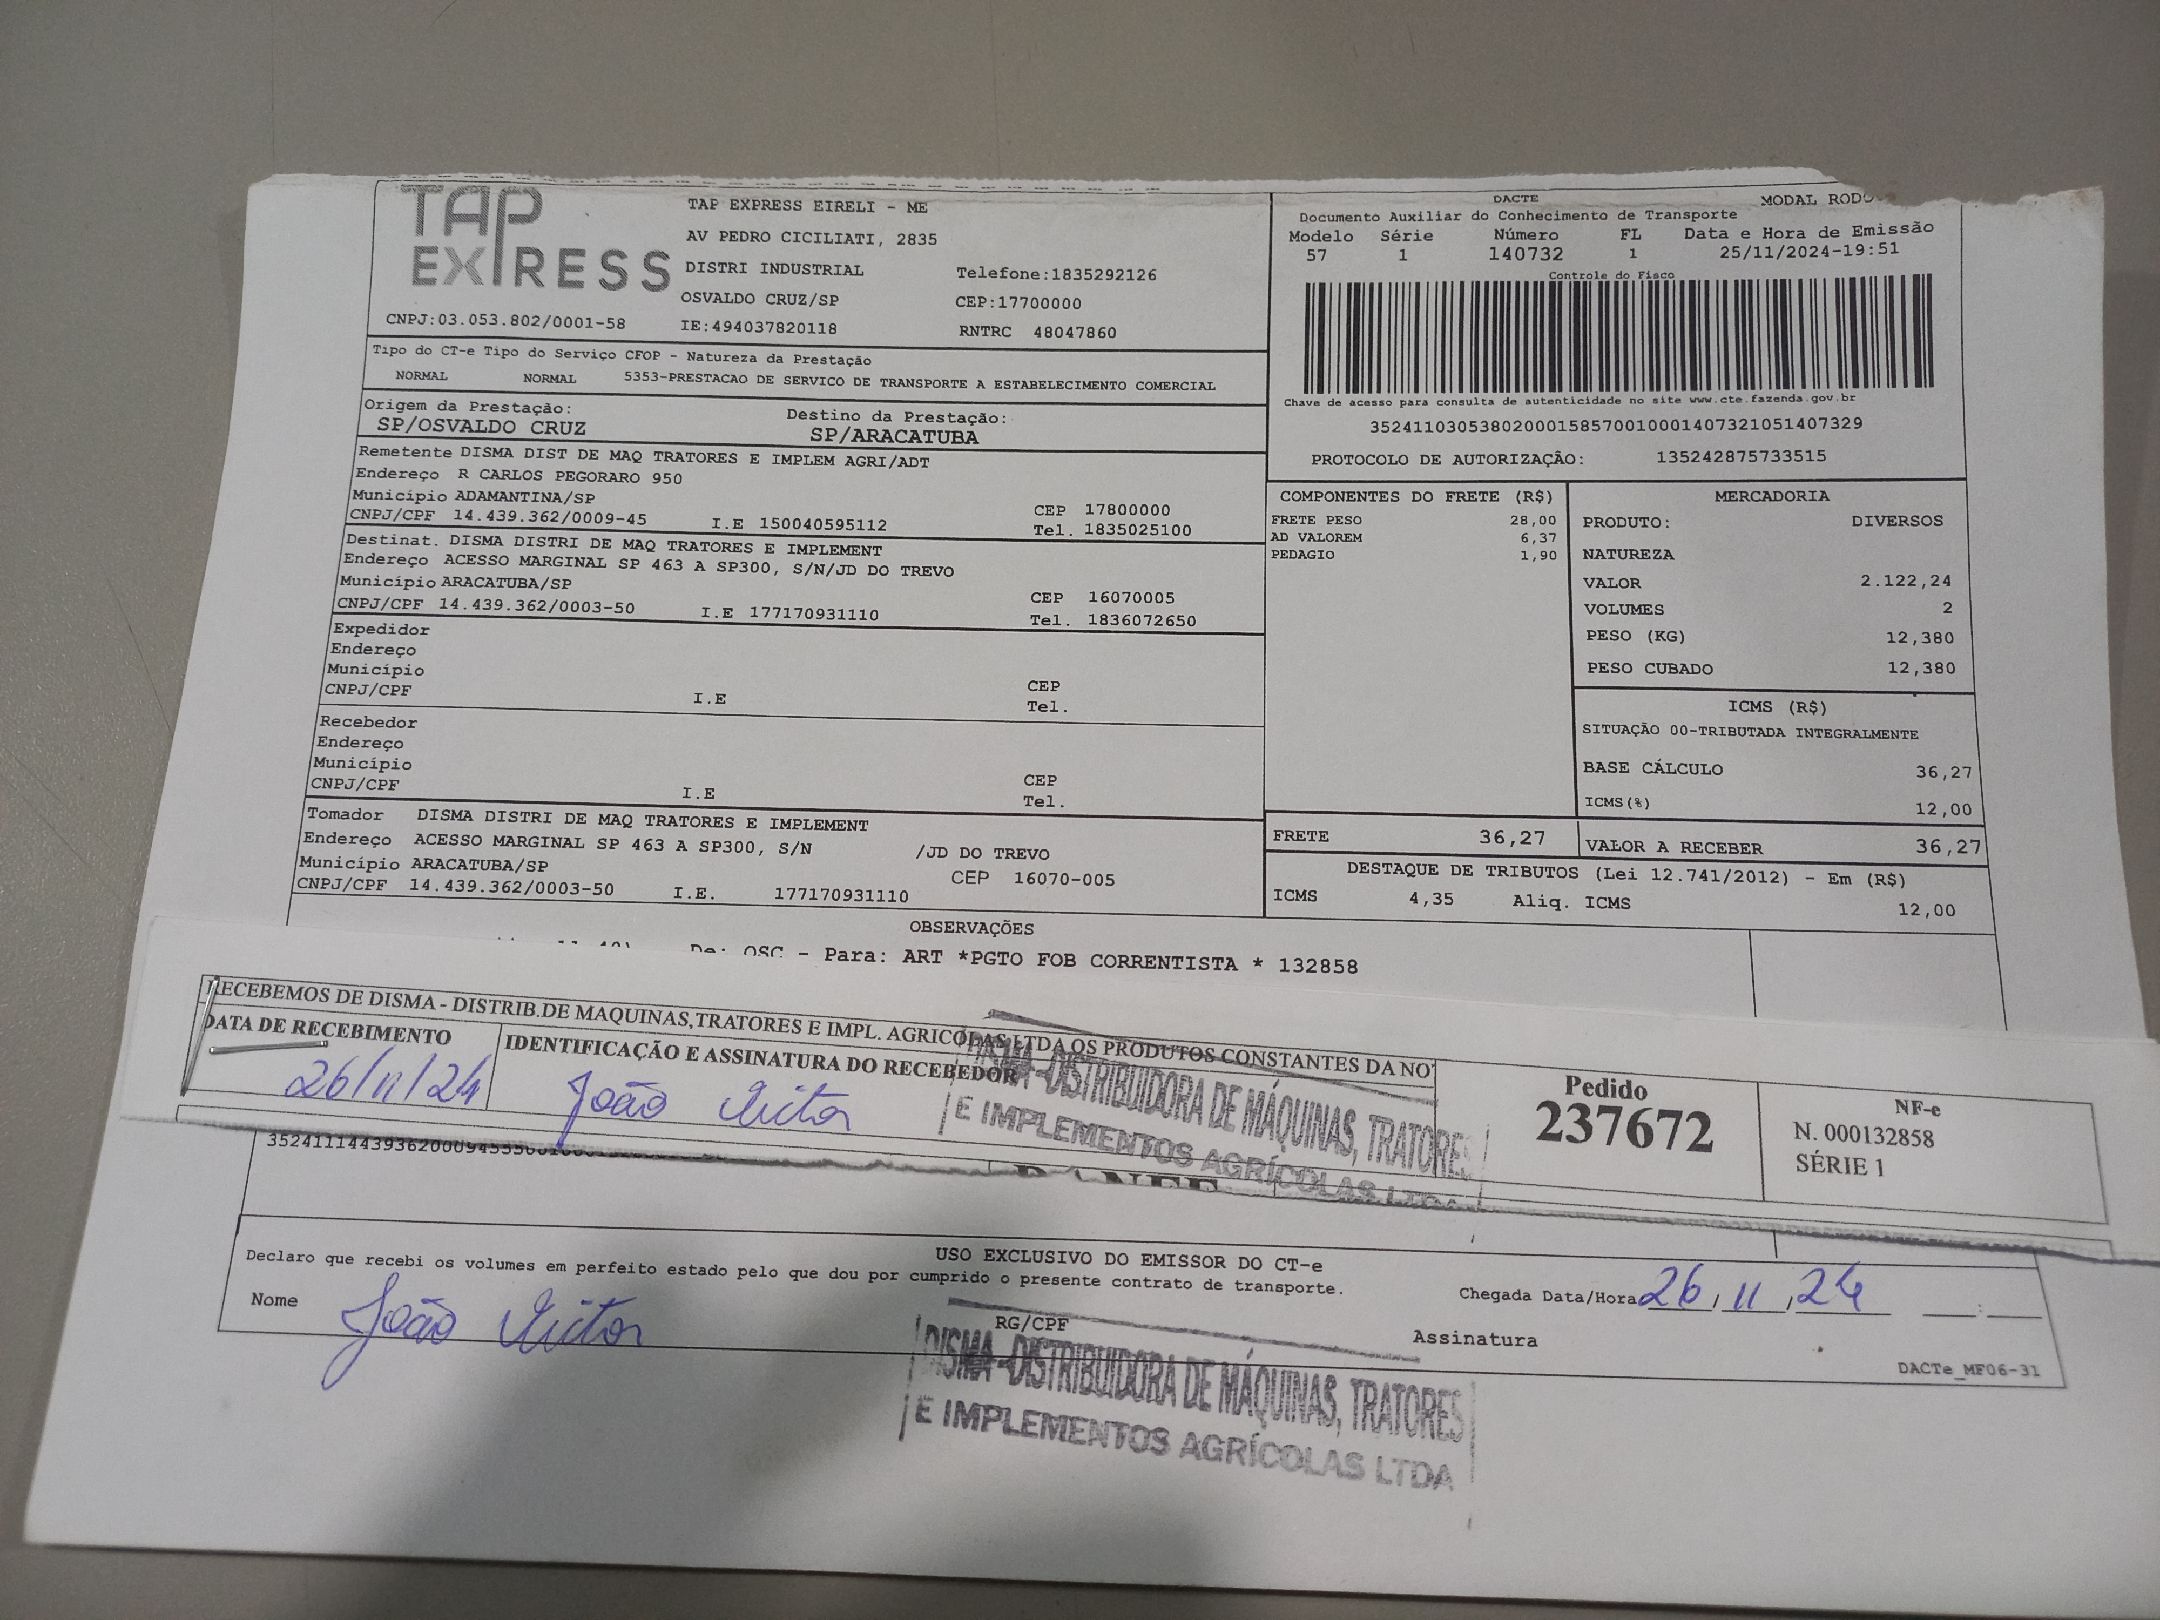 TAP
EXPRESS
TAP EXPRESS EIRELI - ME
AV PEDRO CICILIATI, 2835
DISTRI INDUSTRIAL Telefone:1835292126
OSVALDO CRUZ/SP CEP:17700000
CNPJ:03.053.802/0001-58 IE:494037820118 RNTRC 48047860
DACTE MODAL
Documento Auxiliar do Conhecimento de Transporte
Modelo Série Número FL Data e Hora de Emissão
57 1 140732 1 25/11/2024-19:51
Controle do Fisco
Chave de acesso para consulta de autenticidade no site www.cte.fazenda.gov.br
35241103053802000158570010001407321051407329
PROTOCOLO DE AUTORIZAÇÃO: 135242875733515
Tipo do CT-e Tipo do Serviço CFOP - Natureza da Prestação
NORMAL NORMAL 5353-PRESTACAO DE SERVICO DE TRANSPORTE A ESTABELECIMENTO COMERCIAL
Origem da Prestação: Destino da Prestação:
SP/OSVALDO CRUZ SP/ARACATUBA
Remetente DISMA DIST DE MAQ TRATORES E IMPLEM AGRI/ADT
Endereço R CARLOS PEGORARO 950
Município ADAMANTINA/SP CEP 17800000
CNPJ/CPF 14.439.362/0009-45 I.E 150040595112 Tel. 1835025100
Destinat. DISMA DISTRI DE MAQ TRATORES E IMPLEMENT
Endereço ACESSO MARGINAL SP 463 A SP300, S/N/JD DO TREVO
Município ARACATUBA/SP CEP 16070005
CNPJ/CPF 14.439.362/0003-50 I.E 177170931110 Tel. 1836072650
Expedidor
Endereço
Município CEP
CNPJ/CPF I.E Tel.
Recebedor
Endereço
Município CEP
CNPJ/CPF I.E Tel.
Tomador DISMA DISTRI DE MAQ TRATORES E IMPLEMENT
Endereço ACESSO MARGINAL SP 463 A SP300, S/N /JD DO TREVO
Município ARACATUBA/SP CEP 16070-005
CNPJ/CPF 14.439.362/0003-50 I.E. 177170931110
COMPONENTES DO FRETE (R$)
FRETE PESO 28,00
AD VALOREM 6,37
PEDAGIO 1,90
MERCADORIA
PRODUTO: DIVERSOS
NATUREZA
VALOR 2.122,24
VOLUMES 2
PESO (KG) 12,380
PESO CUBADO 12,380
ICMS (R$)
SITUAÇÃO 00-TRIBUTADA INTEGRALMENTE
BASE CÁLCULO 36,27
ICMS(%) 12,00
FRETE 36,27 VALOR A RECEBER 36,27
DESTAQUE DE TRIBUTOS (Lei 12.741/2012) - Em (R$)
ICMS 4,35 Aliq. ICMS 12,00
OBSERVAÇÕES
De: OSC - Para: ART *PGTO FOB CORRENTISTA * 132858
RECEBEMOS DE DISMA - DISTRIB.DE MAQUINAS,TRATORES E IMPL. AGRICOLAS LTDA OS PRODUTOS CONSTANTES DA NO
DATA DE RECEBIMENTO IDENTIFICAÇÃO E ASSINATURA DO RECEBEDOR
26/11/24 João Victor
DISMA-DISTRIBUIDORA DE MÁQUINAS, TRATORES
E IMPLEMENTOS AGRÍCOLAS LTDA
Pedido
237672
NF-e
N. 000132858
SÉRIE 1
USO EXCLUSIVO DO EMISSOR DO CT-e
Declaro que recebi os volumes em perfeito estado pelo que dou por cumprido o presente contrato de transporte.
Chegada Data/Hora 26, 11, 24 :
Nome João Victor RG/CPF Assinatura
DISMA-DISTRIBUIDORA DE MÁQUINAS, TRATORES
E IMPLEMENTOS AGRÍCOLAS LTDA
DACTe_MF06-31